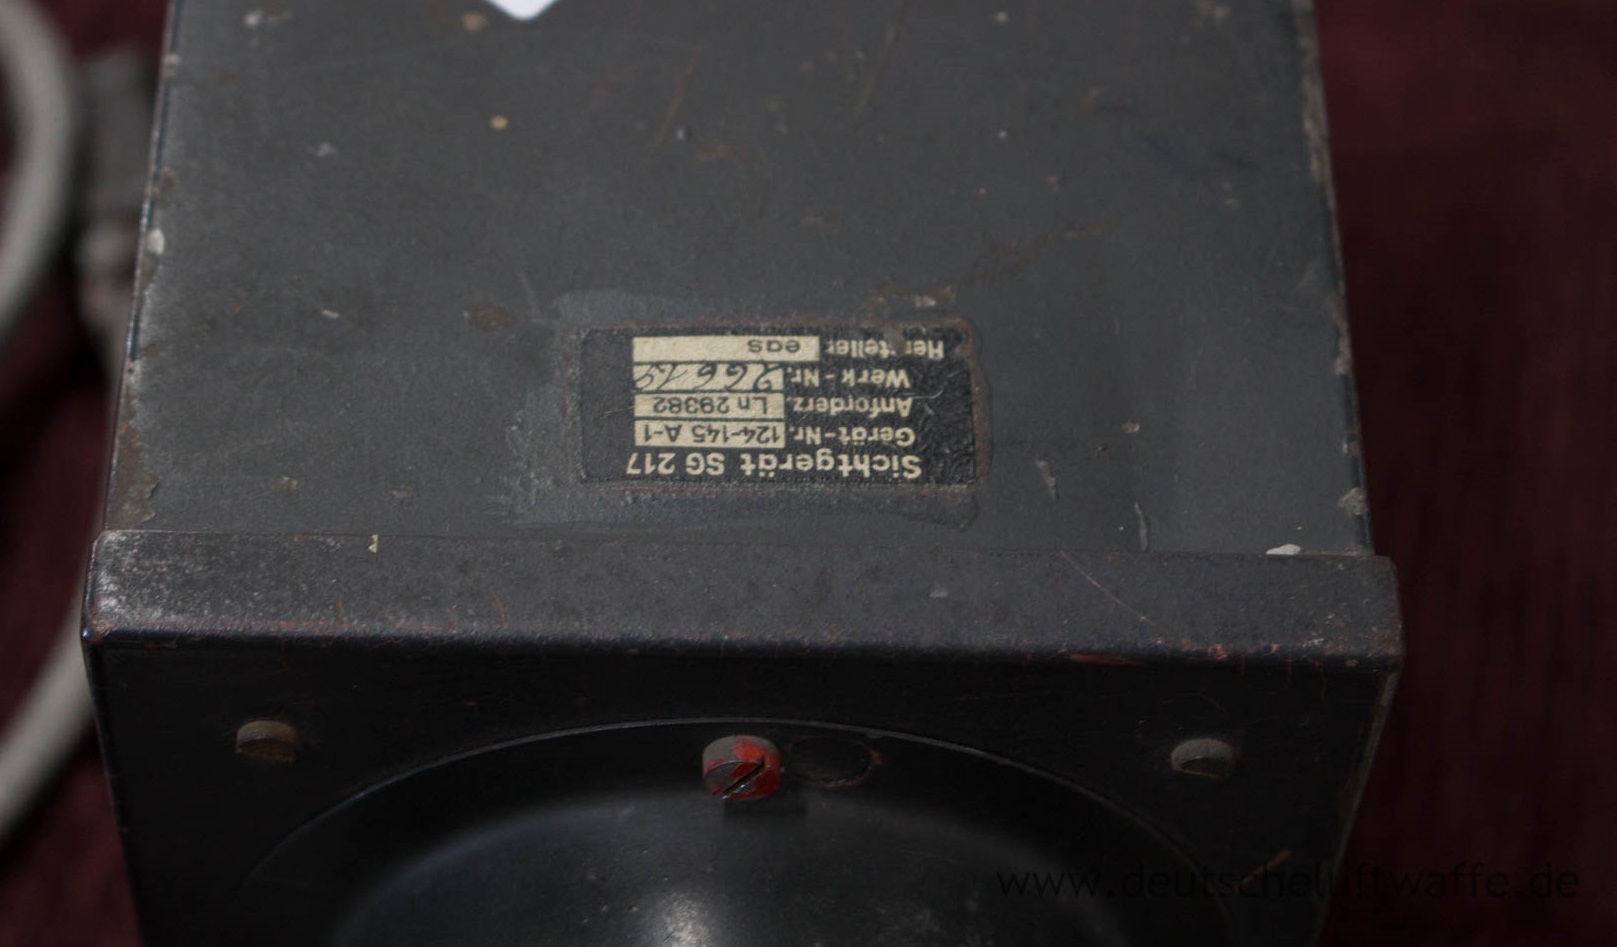 Sichtgerät SG 217
Gerät-Nr. 124-145 A-1
Anforderz. Ln 29382
Werk-Nr.
Hersteller eas
www.deutscheluftwaffe.de